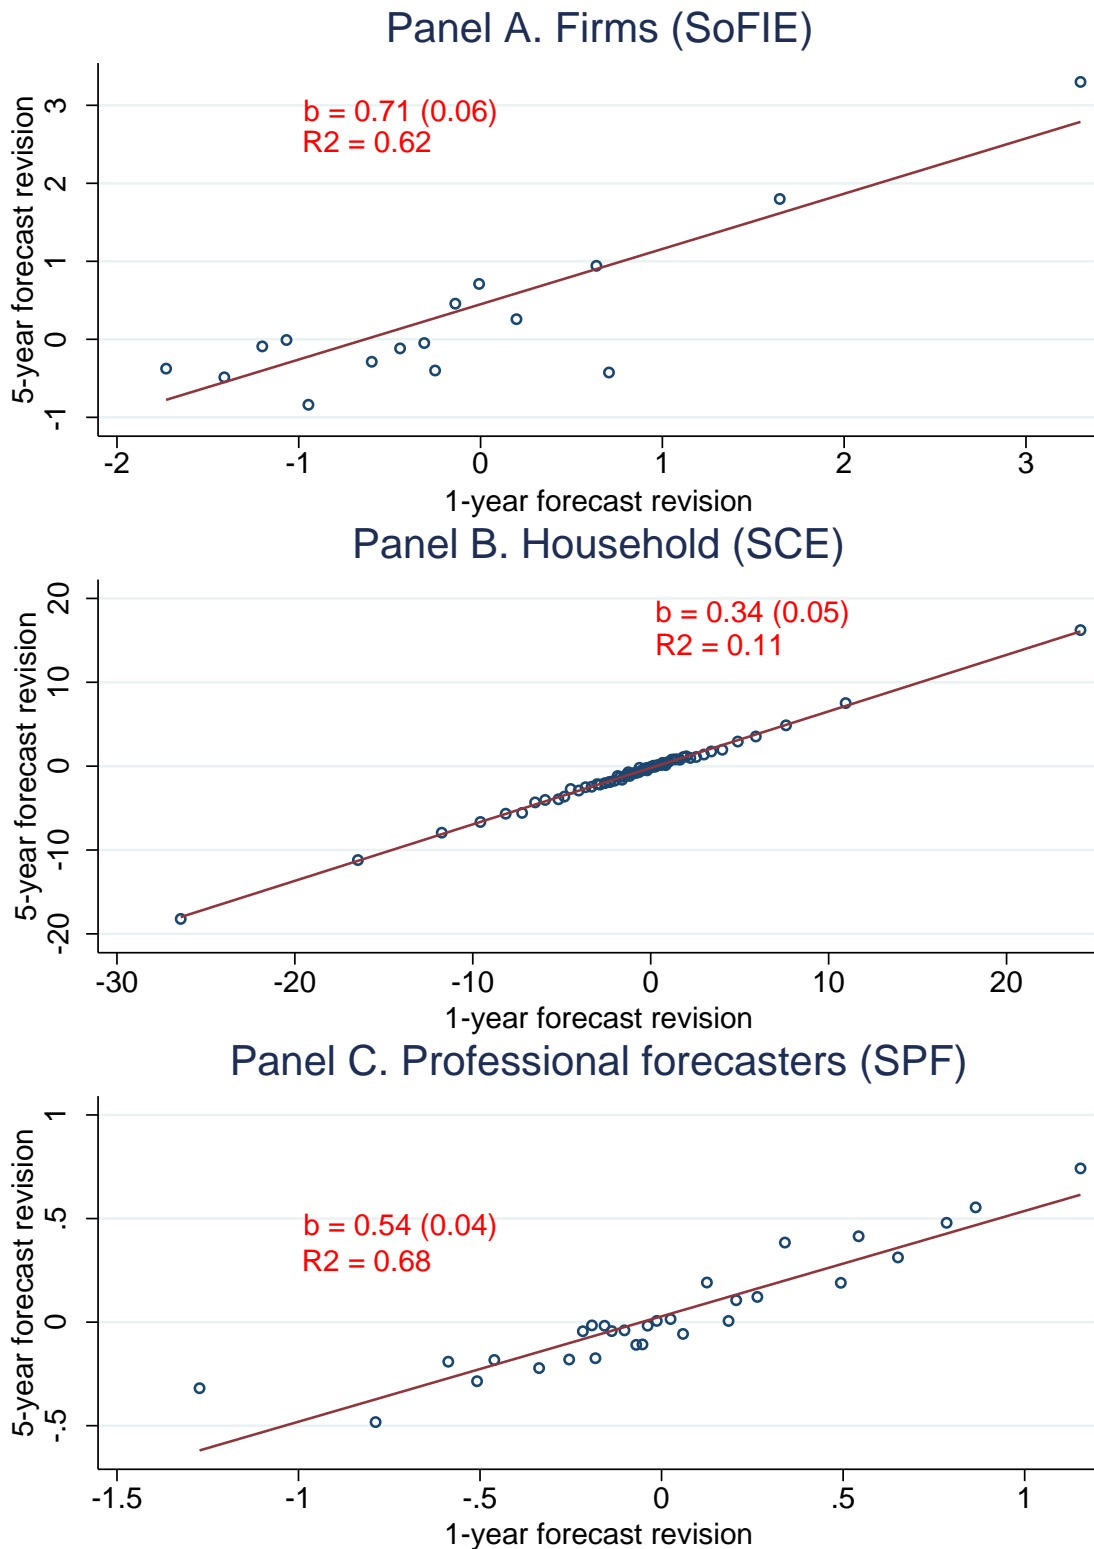 Panel A. Firms (SoFIE)
b = 0.71 (0.06)
R2 = 0.62
5-year forecast revision
3
2
1
0
-1
-2 -1 0 1 2 3
1-year forecast revision
Panel B. Household (SCE)
b = 0.34 (0.05)
R2 = 0.11
5-year forecast revision
20
10
0
-10
-20
-30 -20 -10 0 10 20
1-year forecast revision
Panel C. Professional forecasters (SPF)
b = 0.54 (0.04)
R2 = 0.68
5-year forecast revision
1
.5
0
-.5
-1.5 -1 -.5 0 .5 1
1-year forecast revision